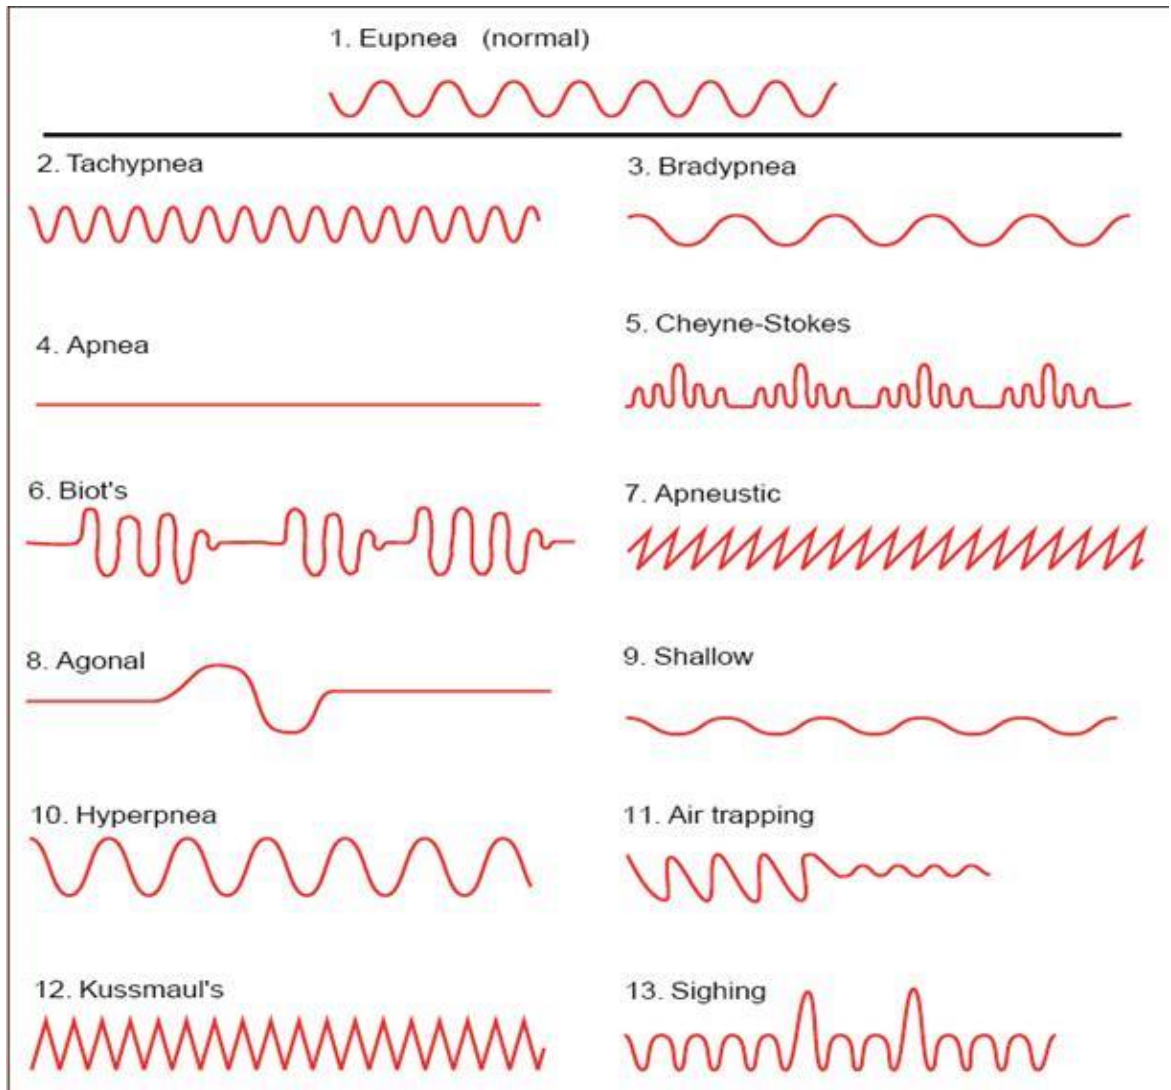 1. Eupnea (normal)
2. Tachypnea
3. Bradypnea
4. Apnea
5. Cheyne-Stokes
6. Biot's
7. Apneustic
8. Agonal
9. Shallow
10. Hyperpnea
11. Air trapping
12. Kussmaul's
13. Sighing